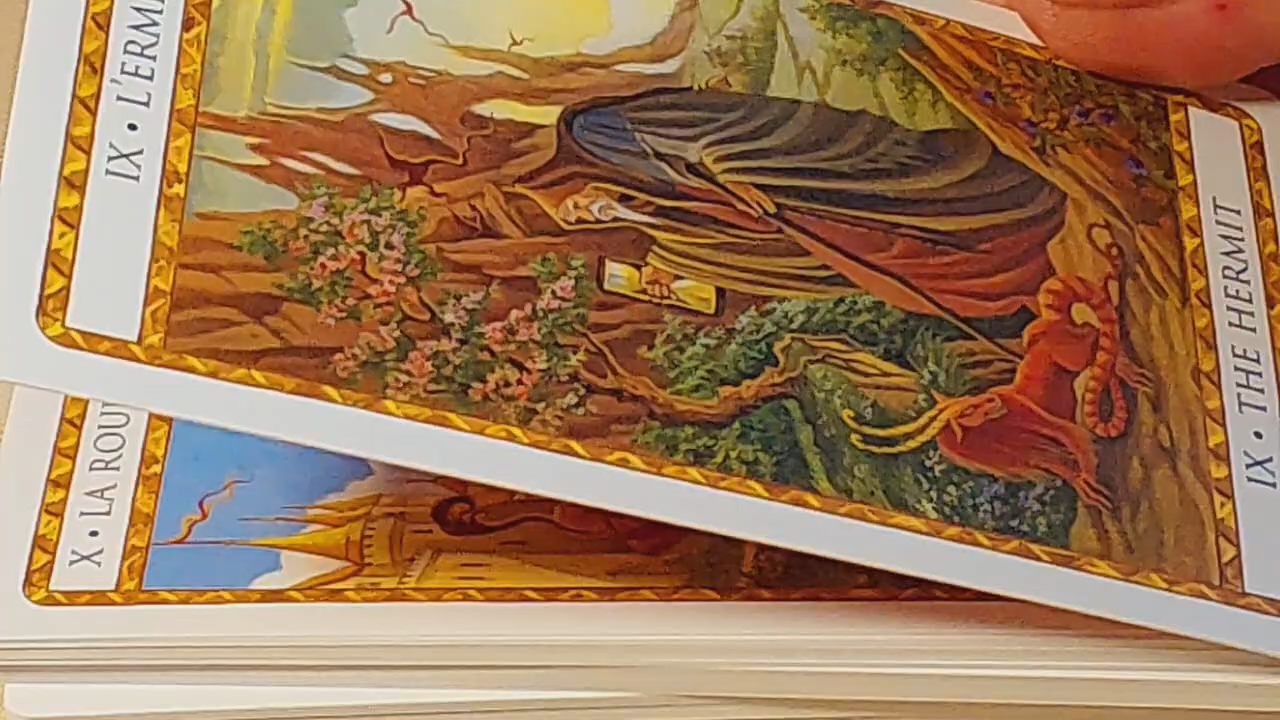 IX • L'ERMI
IX • THE HERMIT
X • LA ROU